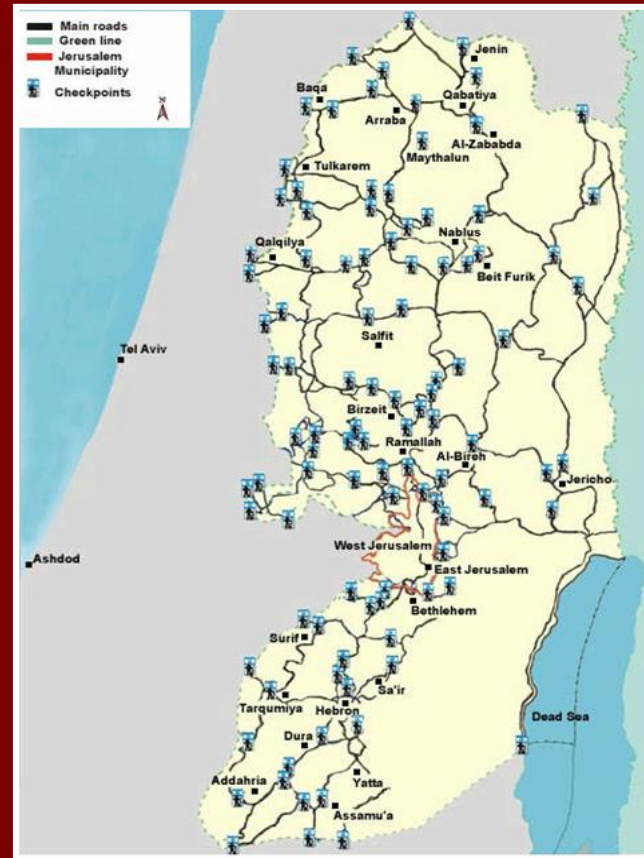 Main roads
Green line
Jerusalem
Municipality
Checkpoints
N
Jenin
Baqa
Qabatiya
Arraba
Al-Zababda
Maythalun
Tulkarem
Nablus
Qalqilya
Beit Furik
Salfit
Tel Aviv
Birzeit
Ramallah
Al-Bireh
Jericho
West Jerusalem
Ashdod
East Jerusalem
Bethlehem
Surif
Sa'ir
Tarqumiya
Hebron
Dead Sea
Dura
Yatta
Addahria
Assamu'a